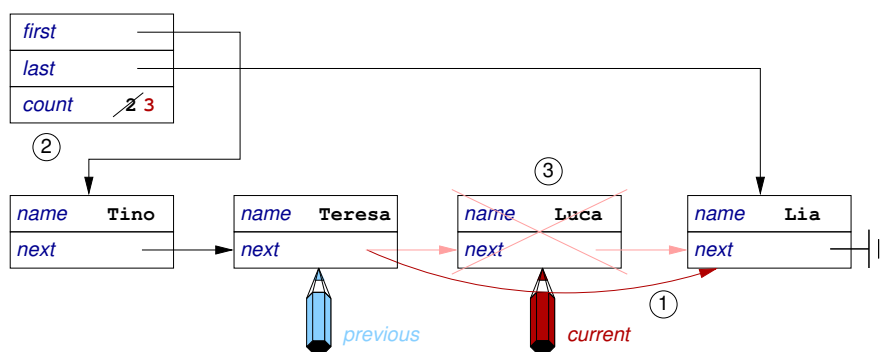 first
last
count 2 3
2
3
name Tino
next
name Teresa
next
name Luca
next
name Lia
next
1
previous
current